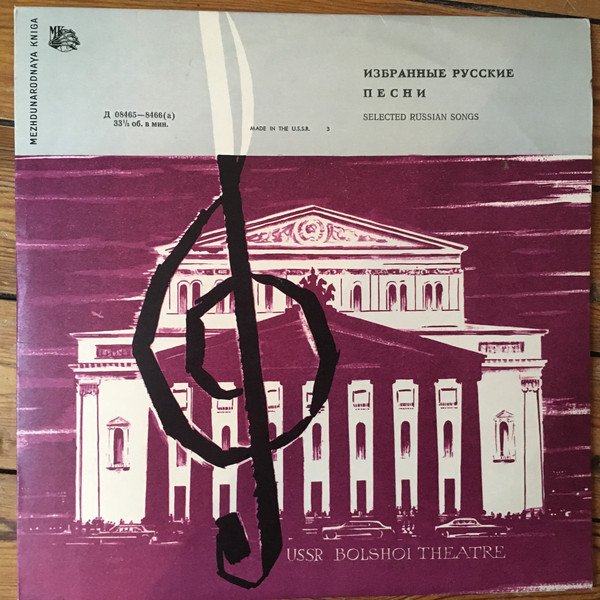 MEZHDUNARODNAYA KNIGA
МК
ИЗБРАННЫЕ РУССКИЕ
ПЕСНИ
SELECTED RUSSIAN SONGS
Д 08465—8466(а)
33⅓ об. в мин.
MADE IN THE U.S.S.R. 3
USSR BOLSHOI THEATRE